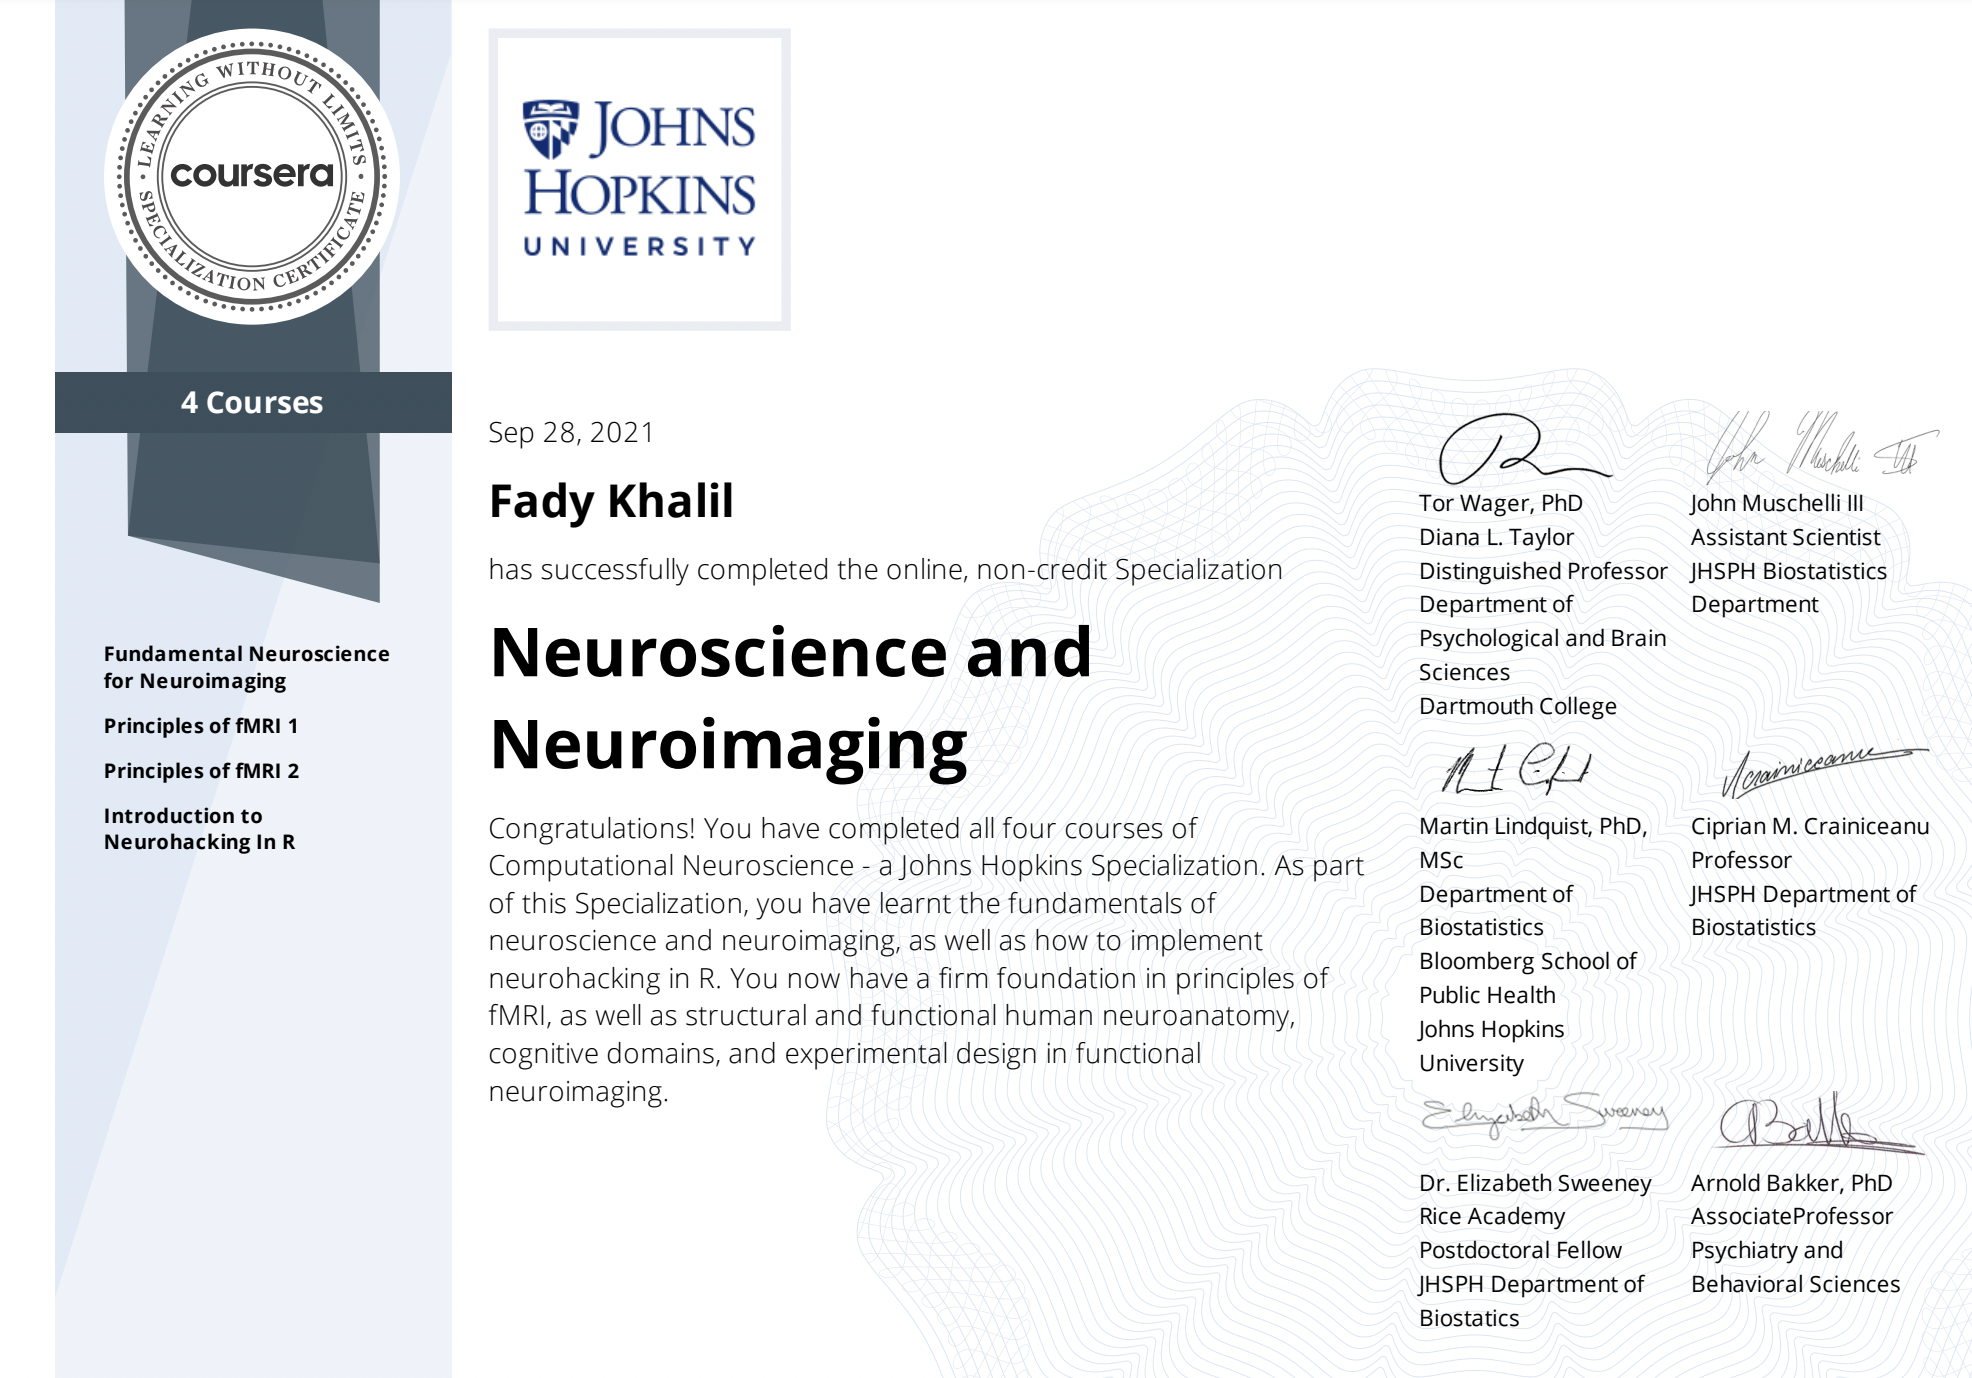 LEARNING WITHOUT LIMITS
coursera
SPECIALIZATION CERTIFICATE
4 Courses
Fundamental Neuroscience
for Neuroimaging
Principles of fMRI 1
Principles of fMRI 2
Introduction to
Neurohacking In R
JOHNS
HOPKINS
UNIVERSITY
Sep 28, 2021
Fady Khalil
has successfully completed the online, non-credit Specialization
Neuroscience and
Neuroimaging
Congratulations! You have completed all four courses of
Computational Neuroscience - a Johns Hopkins Specialization. As part
of this Specialization, you have learnt the fundamentals of
neuroscience and neuroimaging, as well as how to implement
neurohacking in R. You now have a firm foundation in principles of
fMRI, as well as structural and functional human neuroanatomy,
cognitive domains, and experimental design in functional
neuroimaging.
Tor Wager, PhD
Diana L. Taylor
Distinguished Professor
Department of
Psychological and Brain
Sciences
Dartmouth College
John Muschelli III
John Muschelli III
Assistant Scientist
JHSPH Biostatistics
Department
Martin Lindquist, PhD,
MSc
Department of
Biostatistics
Bloomberg School of
Public Health
Johns Hopkins
University
Crainiceanu
Ciprian M. Crainiceanu
Professor
JHSPH Department of
Biostatistics
Elizabeth Sweeney
Dr. Elizabeth Sweeney
Rice Academy
Postdoctoral Fellow
JHSPH Department of
Biostatics
Arnold Bakker, PhD
AssociateProfessor
Psychiatry and
Behavioral Sciences